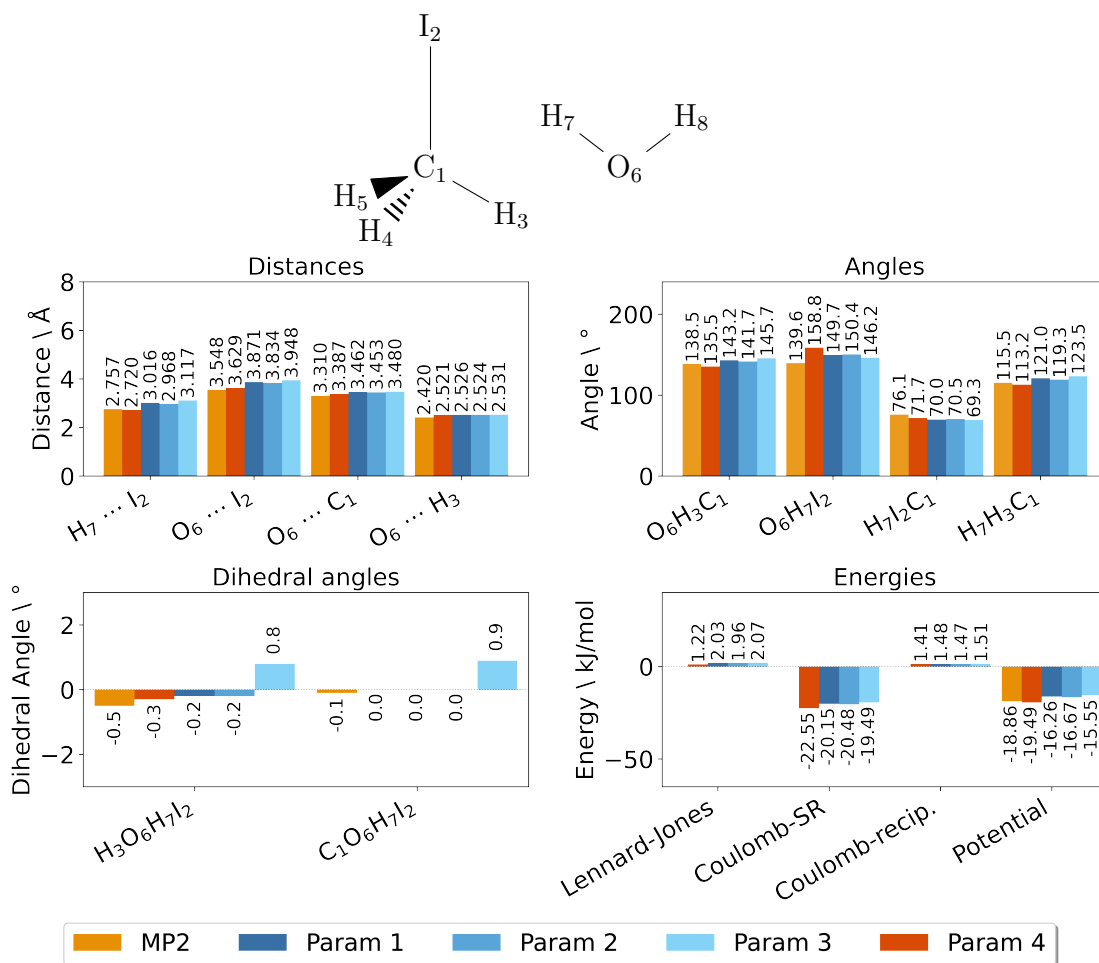 I2
H7 H8
C1 O6
H5 H3
H4
Distances
Distance \ Å
8
6
4
2
0
2.757 2.720 3.016 2.968 3.117
3.548 3.629 3.871 3.834 3.948
3.310 3.387 3.462 3.453 3.480
2.420 2.521 2.526 2.524 2.531
H7 ... I2
O6 ... I2
O6 ... C1
O6 ... H3
Angles
Angle \ °
200
100
0
138.5 135.5 143.2 141.7 145.7
139.6 158.8 149.7 150.4 146.2
76.1 71.7 70.0 70.5 69.3
115.5 113.2 121.0 119.3 123.5
O6H3C1
O6H7I2
H7I2C1
H7H3C1
Dihedral angles
Dihedral Angle \ °
2
0
−2
-0.5 -0.3 -0.2 -0.2 0.8
-0.1 0.0 0.0 0.0 0.9
H3O6H7I2
C1O6H7I2
Energies
Energy \ kJ/mol
0
−50
1.22 2.03 1.96 2.07
-22.55 -20.15 -20.48 -19.49
1.41 1.48 1.47 1.51
-18.86 -19.49 -16.26 -16.67 -15.55
Lennard-Jones
Coulomb-SR
Coulomb-recip.
Potential
MP2 Param 1 Param 2 Param 3 Param 4